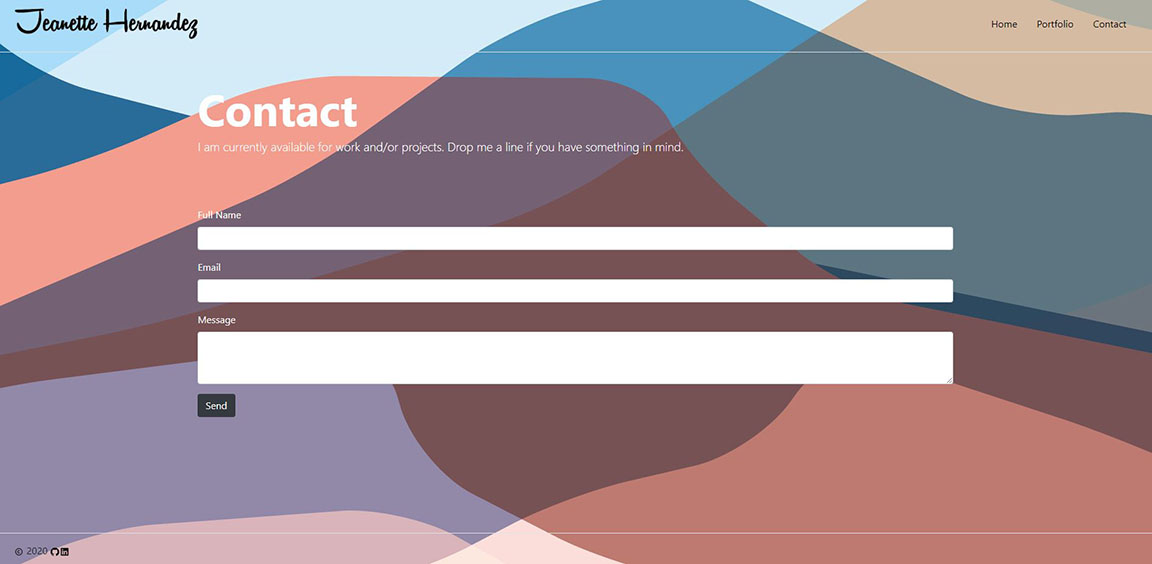 Jeanette Hernandez
Home Portfolio Contact
Contact
I am currently available for work and/or projects. Drop me a line if you have something in mind.
Full Name
Email
Message
Send
© 2020